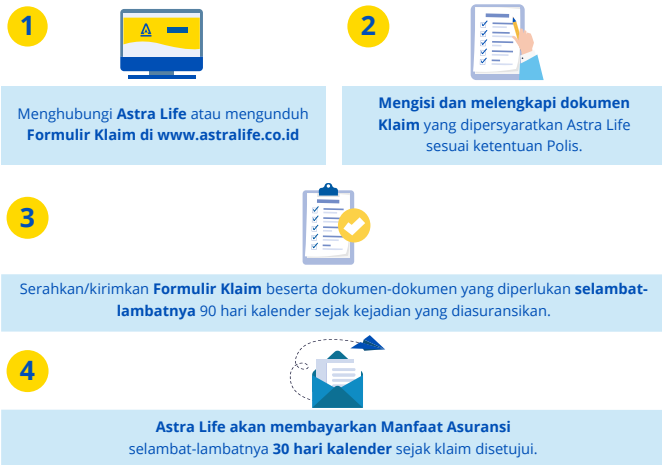 1
Menghubungi Astra Life atau mengunduh
Formulir Klaim di www.astralife.co.id
2
Mengisi dan melengkapi dokumen
Klaim yang dipersyaratkan Astra Life
sesuai ketentuan Polis.
3
Serahkan/kirimkan Formulir Klaim beserta dokumen-dokumen yang diperlukan selambat-
lambatnya 90 hari kalender sejak kejadian yang diasuransikan.
4
Astra Life akan membayarkan Manfaat Asuransi
selambat-lambatnya 30 hari kalender sejak klaim disetujui.